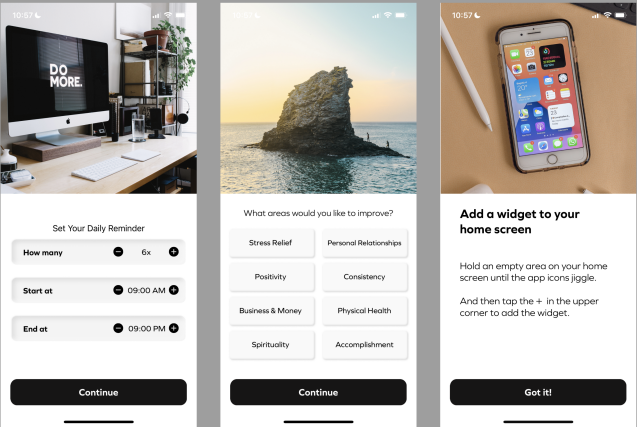 10:57
DO
MORE.
Set Your Daily Reminder
How many
6x
Start at
09:00 AM
End at
09:00 PM
Continue
10:57
What areas would you like to improve?
Stress Relief
Personal Relationships
Positivity
Consistency
Business & Money
Physical Health
Spirituality
Accomplishment
Continue
10:57
Add a widget to your
home screen
Hold an empty area on your home
screen until the app icons jiggle.
And then tap the + in the upper
corner to add the widget.
Got it!